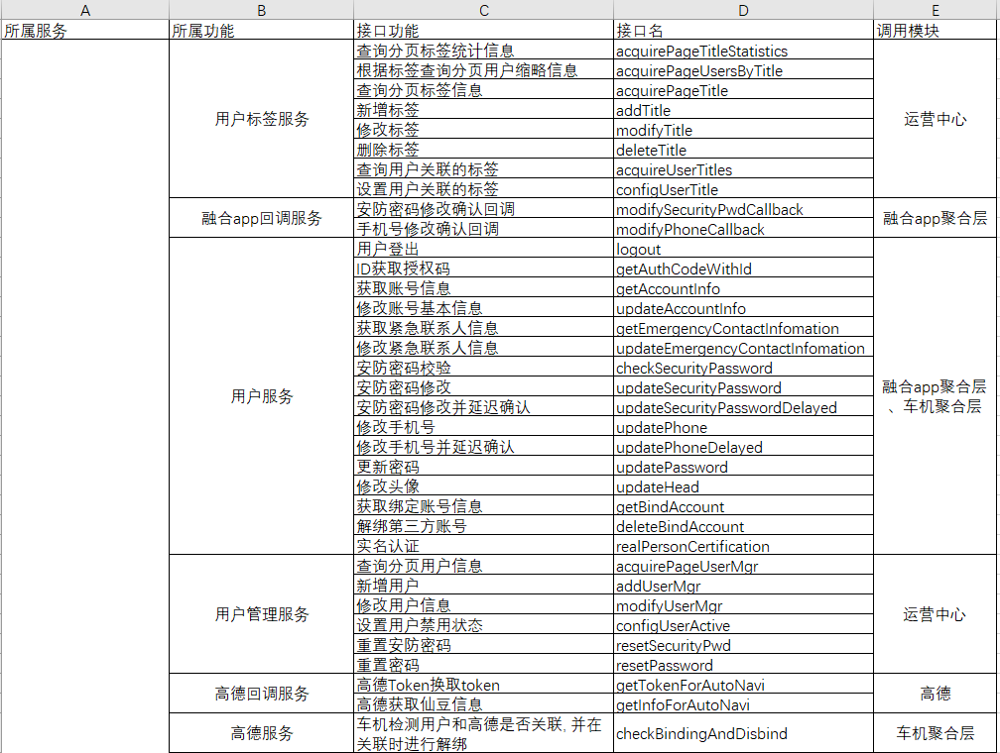 A B C D E
所属服务 所属功能 接口功能 接口名 调用模块
查询分页标签统计信息 acquirePageTitleStatistics
根据标签查询分页用户缩略信息 acquirePageUsersByTitle
查询分页标签信息 acquirePageTitle
新增标签 addTitle
用户标签服务 运营中心
修改标签 modifyTitle
删除标签 deleteTitle
查询用户关联的标签 acquireUserTitles
设置用户关联的标签 configUserTitle
安防密码修改确认回调 modifySecurityPwdCallback
融合app回调服务 融合app聚合层
手机号修改确认回调 modifyPhoneCallback
用户登出 logout
ID获取授权码 getAuthCodeWithId
获取账号信息 getAccountInfo
修改账号基本信息 updateAccountInfo
获取紧急联系人信息 getEmergencyContactInfomation
修改紧急联系人信息 updateEmergencyContactInfomation
安防密码校验 checkSecurityPassword
安防密码修改 updateSecurityPassword
用户服务 融合app聚合层
、车机聚合层
安防密码修改并延迟确认 updateSecurityPasswordDelayed
修改手机号 updatePhone
修改手机号并延迟确认 updatePhoneDelayed
更新密码 updatePassword
修改头像 updateHead
获取绑定账号信息 getBindAccount
解绑第三方账号 deleteBindAccount
实名认证 realPersonCertification
查询分页用户信息 acquirePageUserMgr
新增用户 addUserMgr
修改用户信息 modifyUserMgr
用户管理服务 运营中心
设置用户禁用状态 configUserActive
重置安防密码 resetSecurityPwd
重置密码 resetPassword
高德Token换取token getTokenForAutoNavi
高德回调服务 高德
高德获取仙豆信息 getInfoForAutoNavi
车机检测用户和高德是否关联, 并在
高德服务 checkBindingAndDisbind 车机聚合层
关联时进行解绑